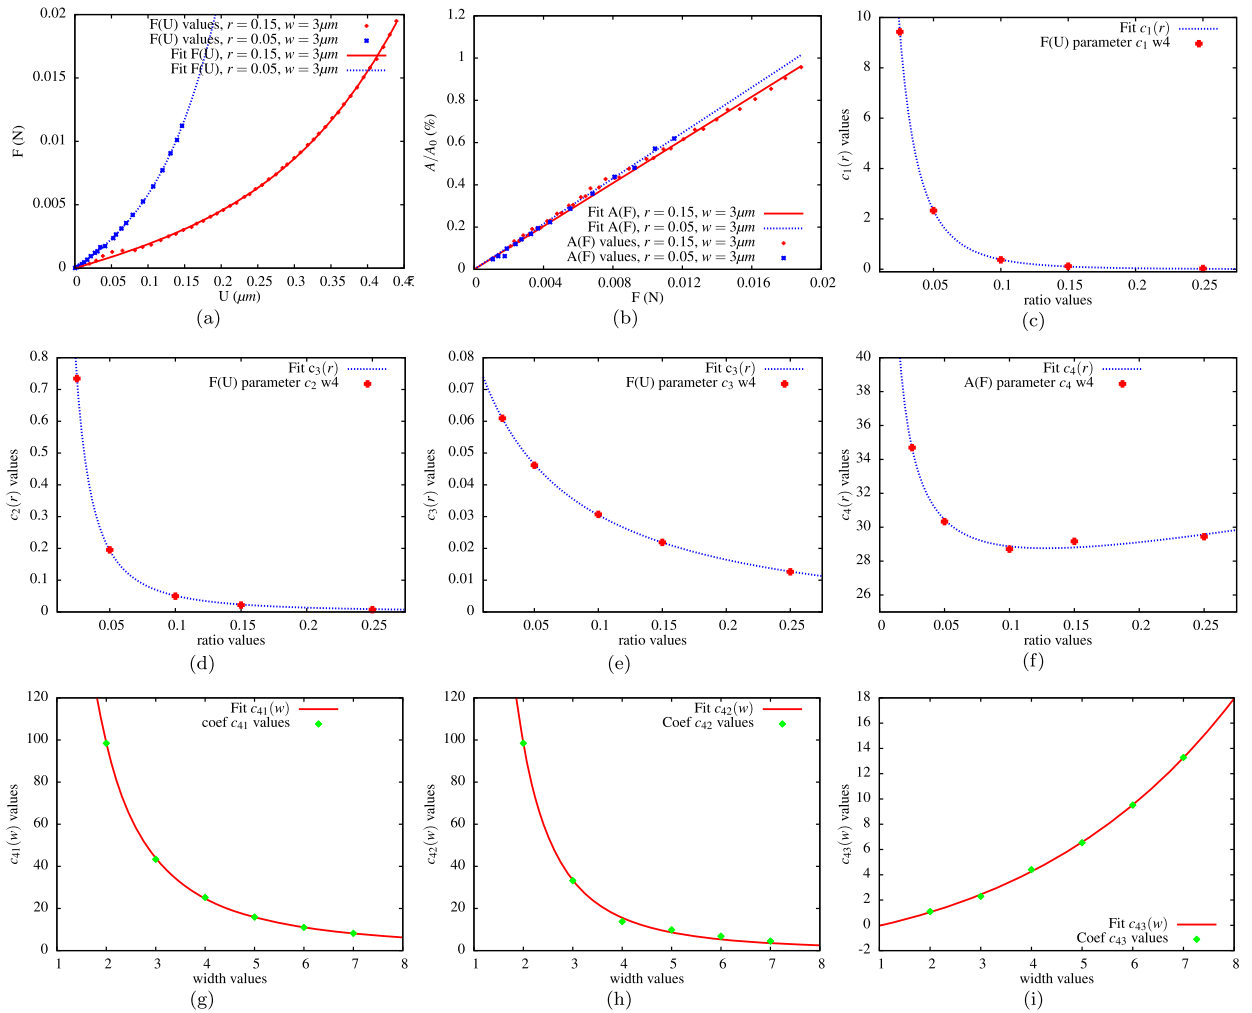 0.02
0.015
0.01
0.005
0
F (N)
F(U) values, r = 0.15, w = 3μm
F(U) values, r = 0.05, w = 3μm
Fit F(U), r = 0.15, w = 3μm
Fit F(U), r = 0.05, w = 3μm
0 0.05 0.1 0.15 0.2 0.25 0.3 0.35 0.4 0.45
U (μm)
(a)
1.2
1.0
0.8
0.6
0.4
0.2
0
A/A₀ (%)
Fit A(F), r = 0.15, w = 3μm
Fit A(F), r = 0.05, w = 3μm
A(F) values, r = 0.15, w = 3μm
A(F) values, r = 0.05, w = 3μm
0 0.004 0.008 0.012 0.016 0.02
F (N)
(b)
10
8
6
4
2
0
c₁(r) values
Fit c₁(r)
F(U) parameter c₁ w4
0.05 0.1 0.15 0.2 0.25
ratio values
(c)
0.8
0.7
0.6
0.5
0.4
0.3
0.2
0.1
0
c₂(r) values
Fit c₃(r)
F(U) parameter c₂ w4
0.05 0.1 0.15 0.2 0.25
ratio values
(d)
0.08
0.07
0.06
0.05
0.04
0.03
0.02
0.01
0
c₃(r) values
Fit c₃(r)
F(U) parameter c₃ w4
0.05 0.1 0.15 0.2 0.25
ratio values
(e)
40
38
36
34
32
30
28
26
c₄(r) values
Fit c₄(r)
A(F) parameter c₄ w4
0 0.05 0.1 0.15 0.2 0.25
ratio values
(f)
120
100
80
60
40
20
0
c₄₁(w) values
Fit c₄₁(w)
coef c₄₁ values
1 2 3 4 5 6 7 8
width values
(g)
120
100
80
60
40
20
0
c₄₂(w) values
Fit c₄₂(w)
Coef c₄₂ values
1 2 3 4 5 6 7 8
width values
(h)
18
16
14
12
10
8
6
4
2
0
-2
c₄₃(w) values
Fit c₄₃(w)
Coef c₄₃ values
1 2 3 4 5 6 7 8
width values
(i)